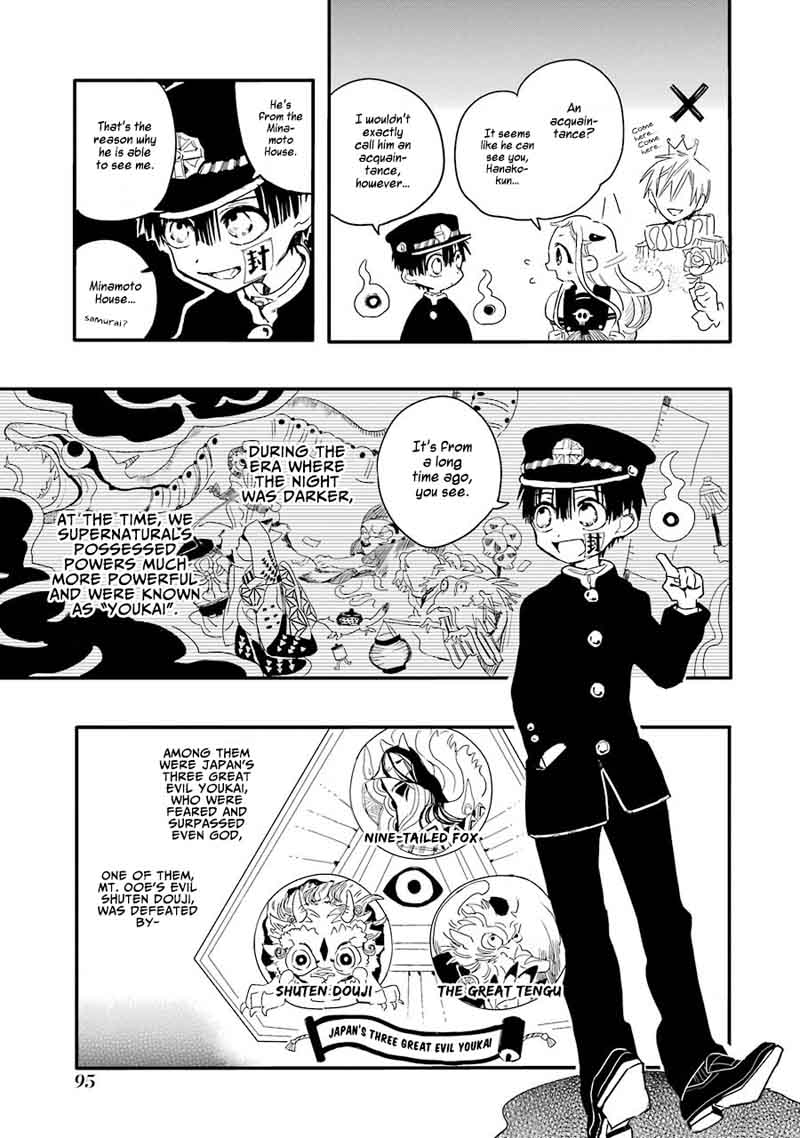 An
acquain-
tance?
It seems
like he can
see you,
Hanako-
kun...
Come
here.
Come
here.
I wouldn't
exactly
call him an
acquain-
tance,
however...
He's
from the
Mina-
moto
House.
That's the
reason why
he is able
to see me.
封
Minamoto
House...
samurai?
It's from
a long
time ago,
you see.
封
DURING THE
ERA WHERE
THE NIGHT
WAS DARKER,
AT THE TIME, WE
SUPERNATURALS
POSSESSED
POWERS MUCH
MORE POWERFUL
AND WERE KNOWN
AS "YOUKAI".
AMONG THEM
WERE JAPAN'S
THREE GREAT
EVIL YOUKAI,
WHO WERE
FEARED AND
SURPASSED
EVEN GOD,
NINE-TAILED FOX
SHUTEN DOUJI
THE GREAT TENGU
JAPAN'S THREE GREAT EVIL YOUKAI
ONE OF THEM,
MT. OOE'S EVIL
SHUTEN DOUJI,
WAS DEFEATED
BY-
95